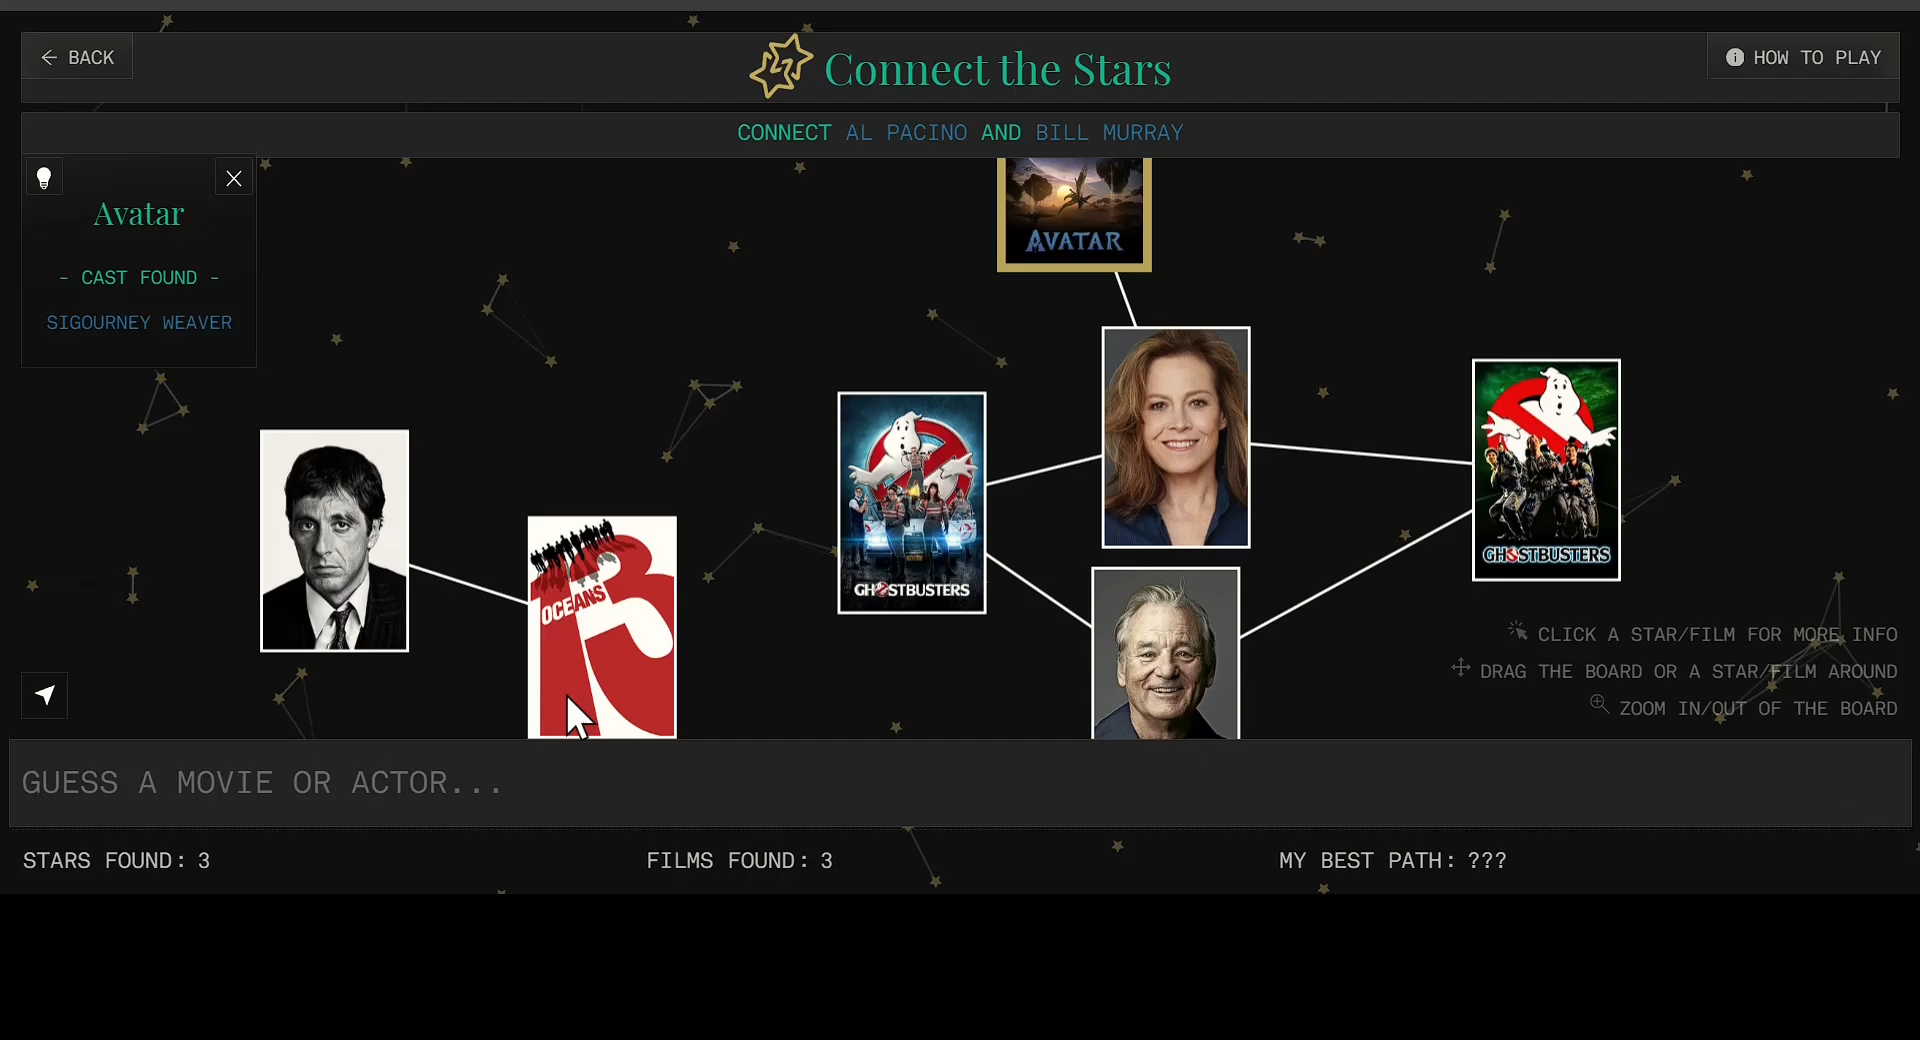 ← BACK
Connect the Stars
HOW TO PLAY
CONNECT AL PACINO AND BILL MURRAY
Avatar
- CAST FOUND -
SIGOURNEY WEAVER
AVATAR
GHOSTBUSTERS
GHOSTBUSTERS
OCEANS
13
CLICK A STAR/FILM FOR MORE INFO
DRAG THE BOARD OR A STAR/FILM AROUND
ZOOM IN/OUT OF THE BOARD
GUESS A MOVIE OR ACTOR...
STARS FOUND: 3
FILMS FOUND: 3
MY BEST PATH: ???